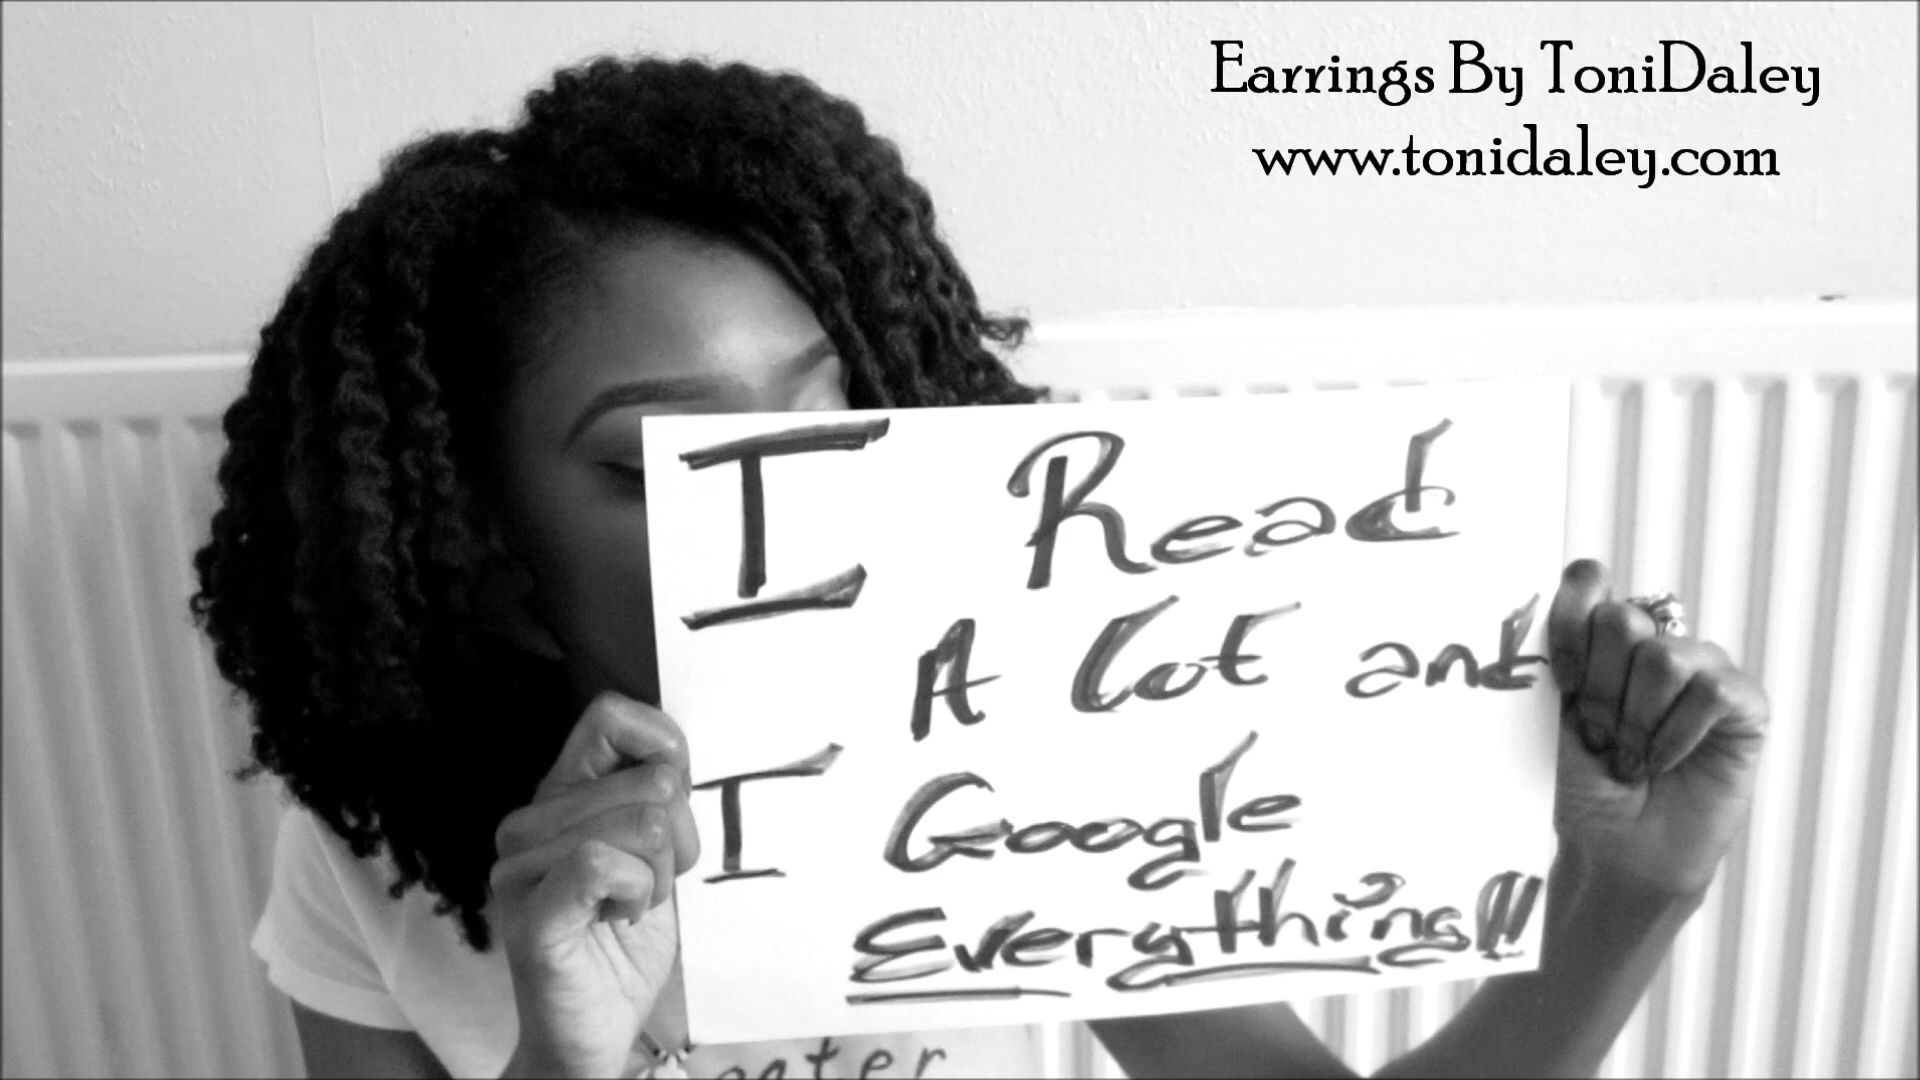 Earrings By ToniDaley
www.tonidaley.com
I Read
A Lot and
I Google
Everything!!